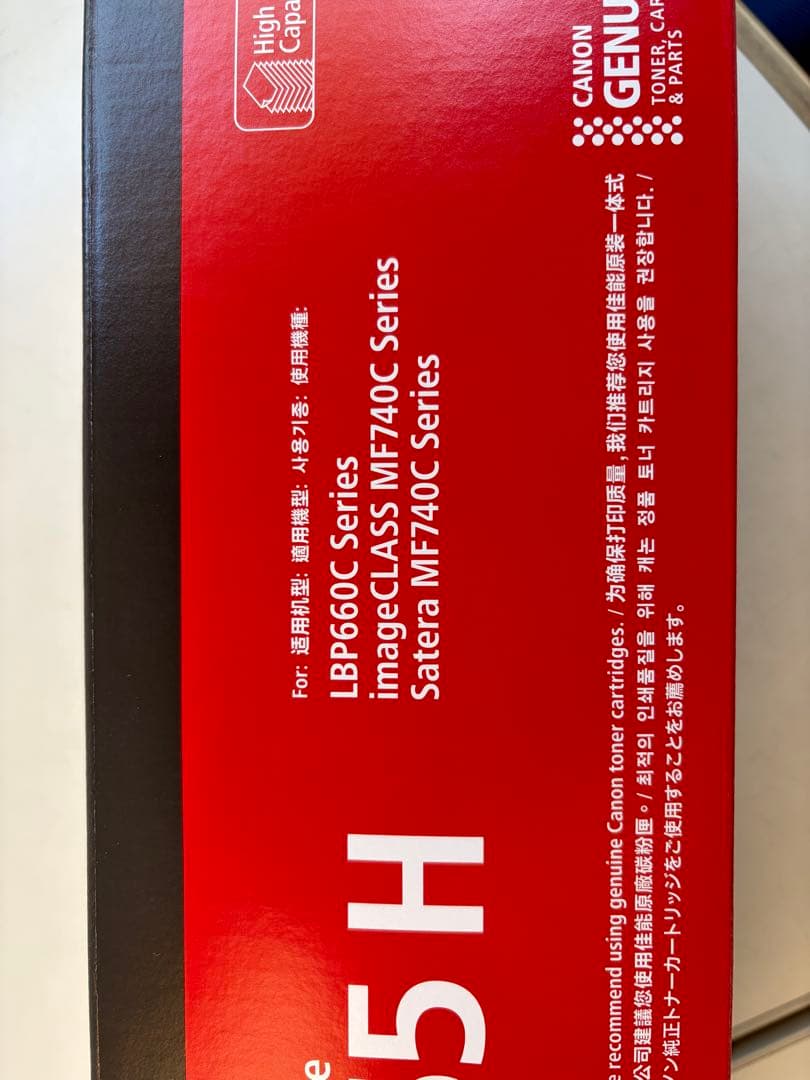 High
CANON
TONER,
& PARTS
For: 适用机型: 適用機型: 사용기종: 使用機種:
LBP660C Series
imageCLASS MF740C Series
Satera MF740C Series
5 H
recommend using genuine Canon toner cartridges. / 为确保打印质量,我们推荐您使用佳能原装一体式
公司建議您使用佳能原廠碳粉匣。/ 최적의 인쇄품질을 위해 캐논 정품 토너 카트리지 사용을 권장합니다. /
ン純正トナーカートリッジをご使用することをお薦めします。